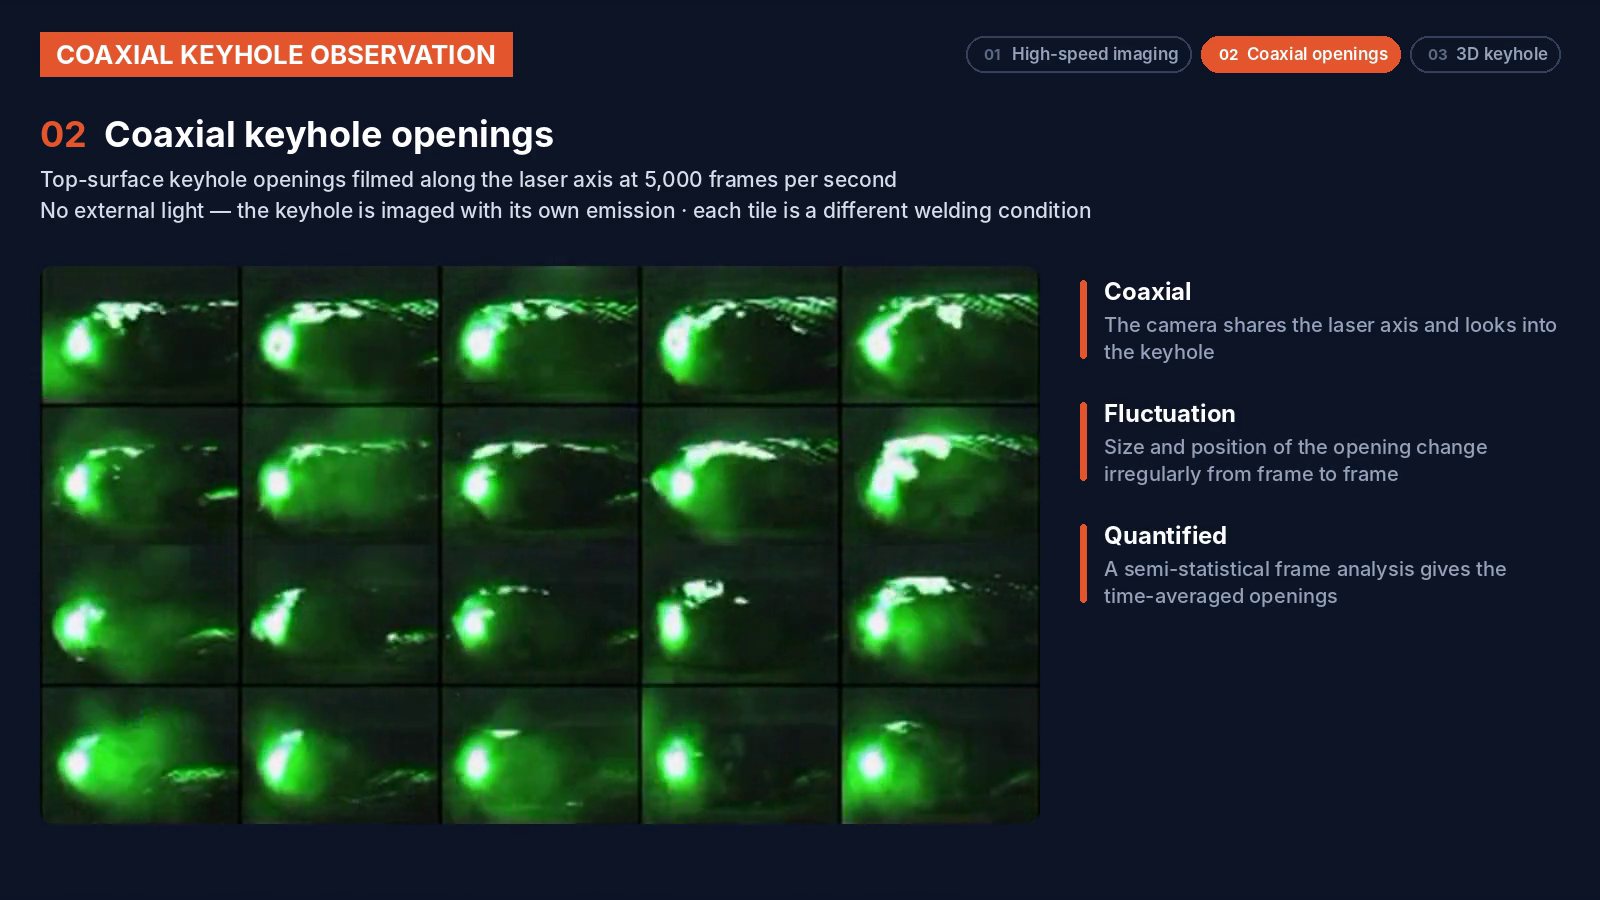 COAXIAL KEYHOLE OBSERVATION
01 High-speed imaging
02 Coaxial openings
03 3D keyhole
02 Coaxial keyhole openings
Top-surface keyhole openings filmed along the laser axis at 5,000 frames per second
No external light — the keyhole is imaged with its own emission · each tile is a different welding condition
Coaxial
The camera shares the laser axis and looks into
the keyhole
Fluctuation
Size and position of the opening change
irregularly from frame to frame
Quantified
A semi-statistical frame analysis gives the
time-averaged openings